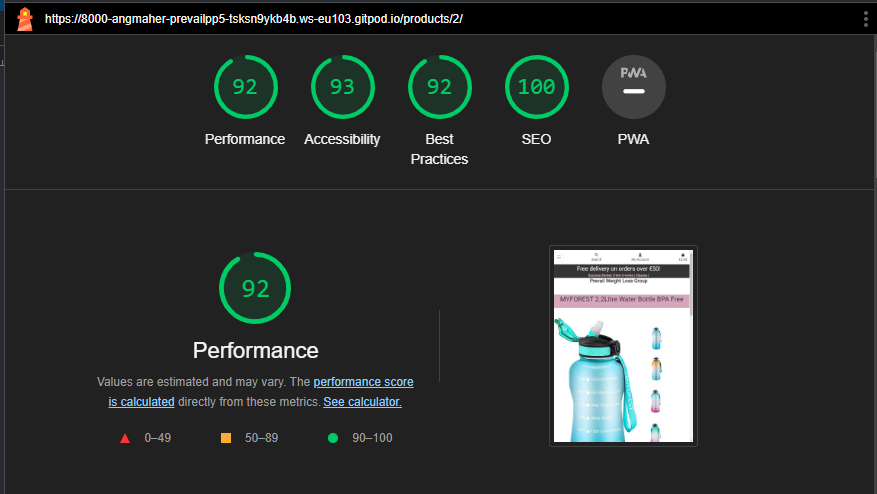 https://8000-angmaher-prevailpp5-tsksn9ykb4b.ws-eu103.gitpod.io/products/2/
92
93
92
100
PWA
Performance
Accessibility
Best
Practices
SEO
PWA
92
Performance
Values are estimated and may vary. The performance score
is calculated directly from these metrics. See calculator.
0–49
50–89
90–100
Search
My Account
Free delivery on orders over €50!
Prevail Weight Loss Group
MYFOREST 2.2Litre Water Bottle BPA Free